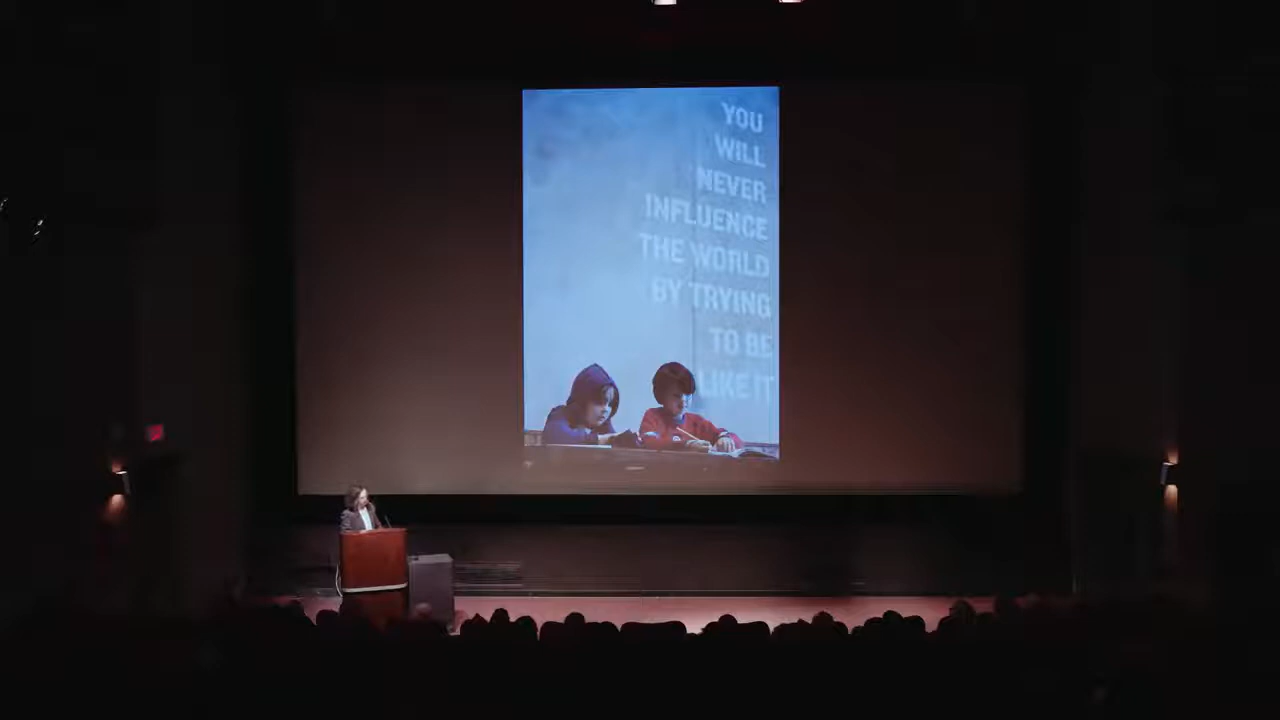 YOU
WILL
NEVER
INFLUENCE
THE WORLD
BY TRYING
TO BE
LIKE IT